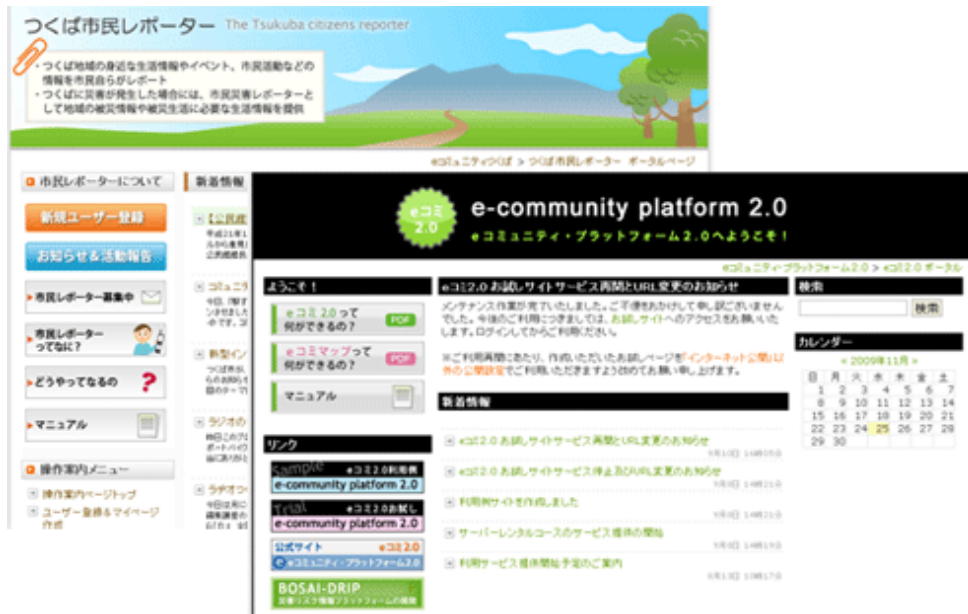 つくば市民レポーター The Tsukuba citizens reporter
・つくば地域の身近な生活情報やイベント、市民活動などの
情報を市民自らがレポート
・つくばに災害が発生した場合には、市民災害レポーターと
して地域の被災情報や被災生活に必要な生活情報を提供
eコミュニティつくば > つくば市民レポーター ポータルページ
市民レポーターについて
新規ユーザー登録
お知らせ&活動報告
市民レポーター募集中
市民レポーター
ってなに?
どうやってなるの
マニュアル
操作案内メニュー
操作案内ページトップ
ユーザー登録&マイページ
作成
新着情報
eコミ
2.0
e-community platform 2.0
eコミュニティ・プラットフォーム2.0へようこそ!
eコミュニティ・プラットフォーム2.0 > eコミ2.0 ポータル
ようこそ!
eコミ 2.0 って
何ができるの?
PDF
eコミマップって
何ができるの?
PDF
マニュアル
リンク
sample eコミ2.0利用例
e-community platform 2.0
Trial eコミ2.0お試し
e-community platform 2.0
公式サイト eコミ2.0
eコミュニティ・プラットフォーム2.0
BOSAI-DRIP
災害リスク情報プラットフォームの開発
eコミ2.0 お試しサイトサービス再開とURL変更のお知らせ
メンテナンス作業が完了いたしました。ご不便をおかけして申し訳ございません
でした。今後のご利用につきましては、お試しサイトへのアクセスをお願いいた
します。ログインしてからご利用ください。
※ご利用再開にあたり、作成いただいたお試しページを「インターネット公開」以
外の公開設定でご利用いただきますよう改めてお願い申し上げます。
新着情報
eコミ2.0 お試しサイトサービス再開とURL変更のお知らせ
eコミ2.0 お試しサイトサービス停止及びURL変更のお知らせ
利用例サイトを作成しました
サーバーレンタルコースのサービス提供の開始
利用サービス提供開始予定のご案内
検索
検索
カレンダー
« 2009年11月 »
日 月 火 水 木 金 土
1 2 3 4 5 6 7
8 9 10 11 12 13 14
15 16 17 18 19 20 21
22 23 24 25 26 27 28
29 30